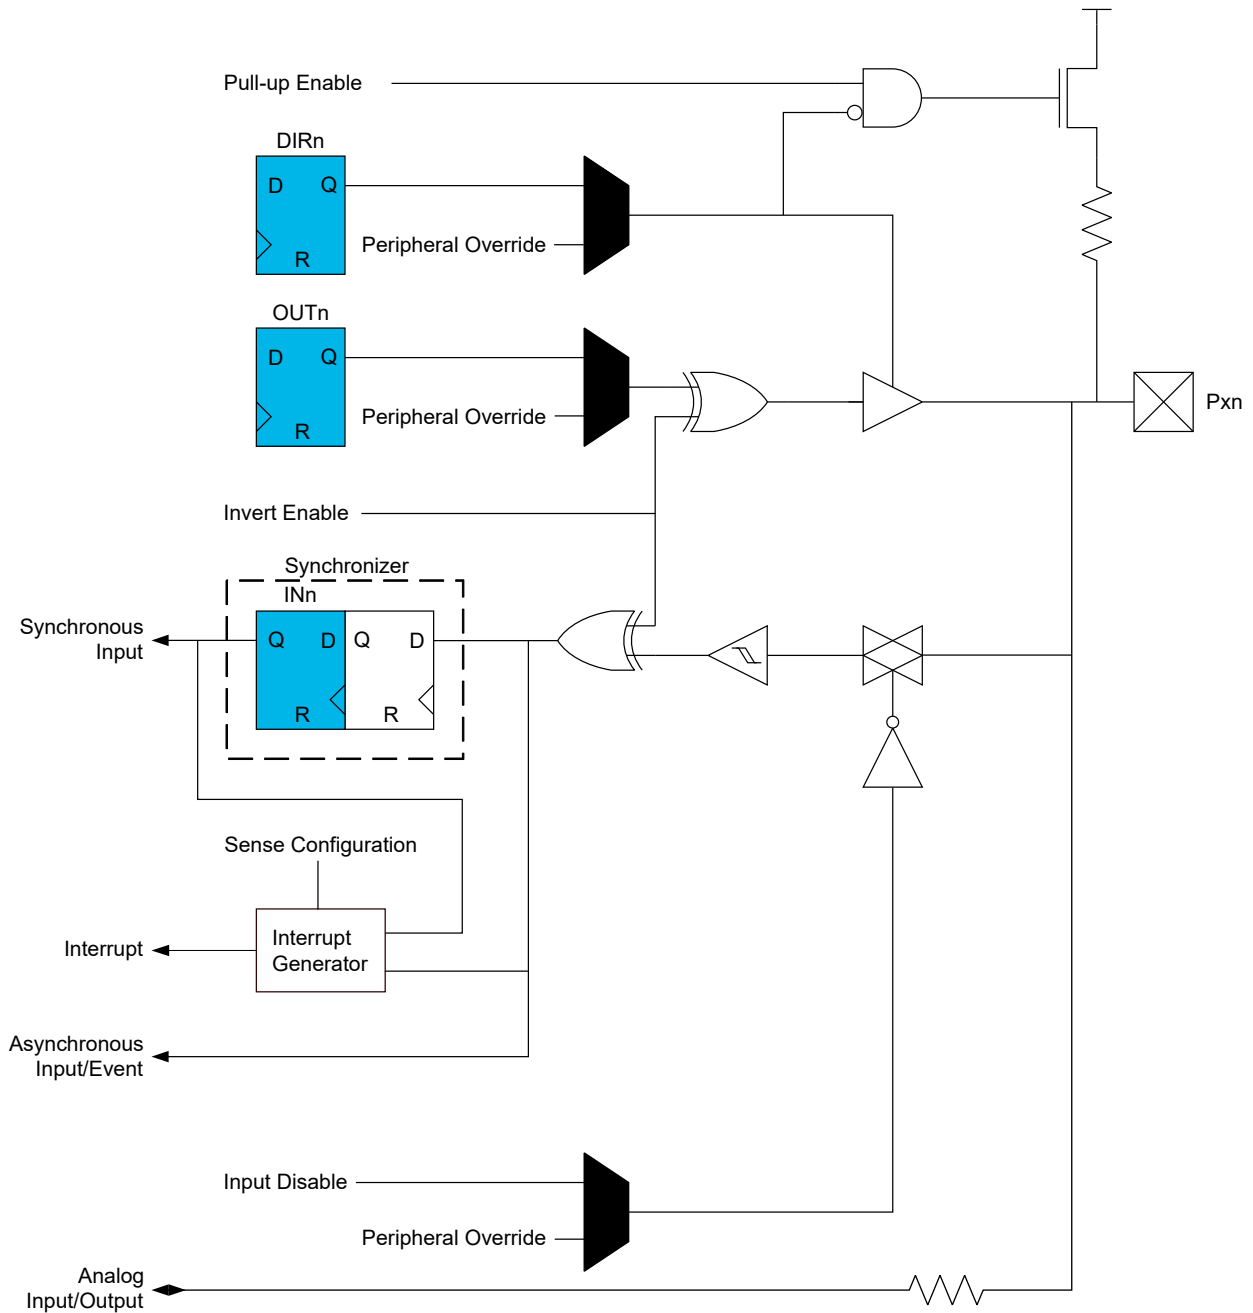 Pull-up Enable
DIRn
D Q
Peripheral Override
R
OUTn
D Q
Pxn
Peripheral Override
R
Invert Enable
Synchronizer
INn
Synchronous
Input
Q D Q D
R R
Sense Configuration
Interrupt
Interrupt
Generator
Asynchronous
Input/Event
Input Disable
Peripheral Override
Analog
Input/Output